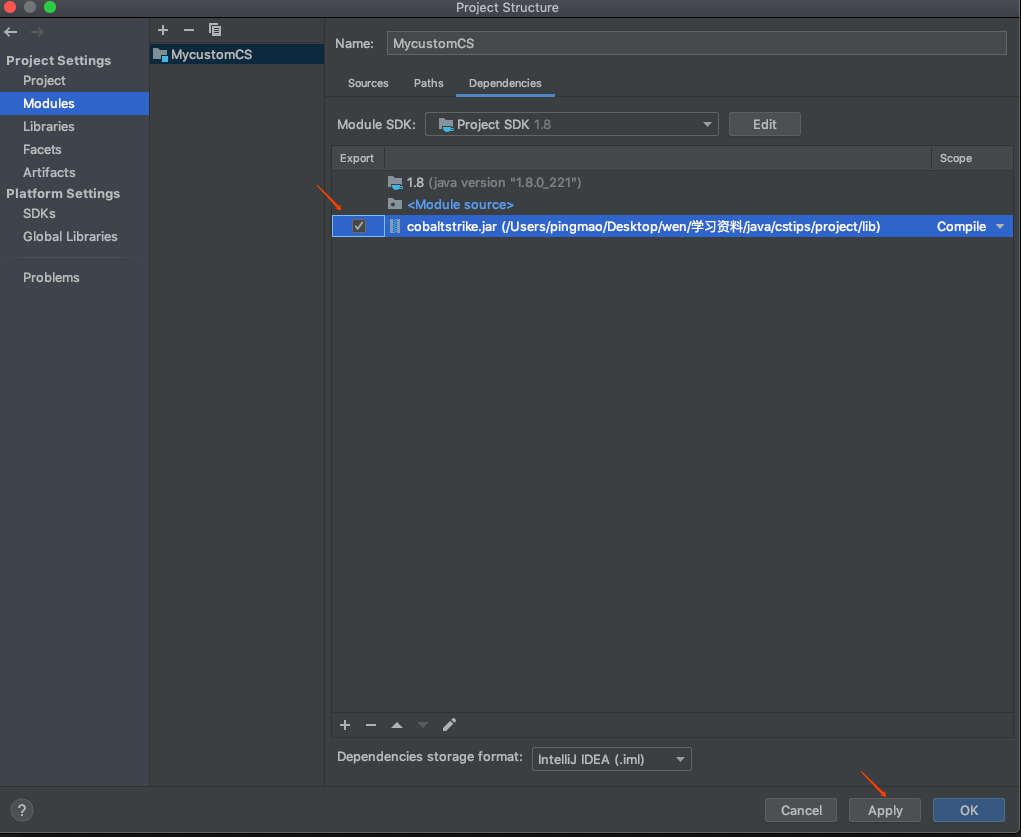 Project Structure
Project Settings
Project
Modules
Libraries
Facets
Artifacts
Platform Settings
SDKs
Global Libraries
Problems
MycustomCS
Name: MycustomCS
Sources Paths Dependencies
Module SDK: Project SDK 1.8 Edit
Export Scope
1.8 (java version "1.8.0_221")
<Module source>
cobaltstrike.jar (/Users/pingmao/Desktop/wen/学习资料/java/cstips/project/lib) Compile
Dependencies storage format: IntelliJ IDEA (.iml)
? Cancel Apply OK